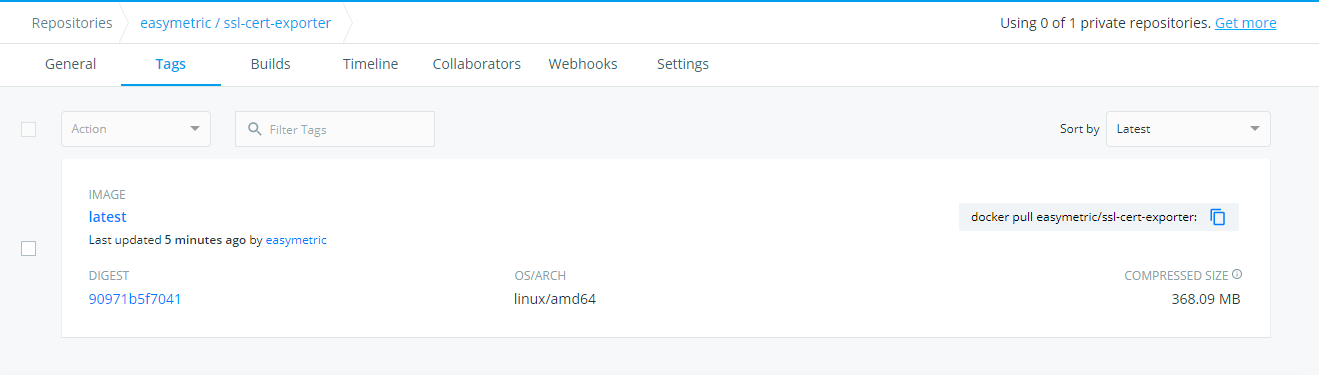 Repositories easymetric / ssl-cert-exporter Using 0 of 1 private repositories. Get more
General Tags Builds Timeline Collaborators Webhooks Settings
Action Filter Tags Sort by Latest
IMAGE
latest docker pull easymetric/ssl-cert-exporter:
Last updated 5 minutes ago by easymetric
DIGEST OS/ARCH COMPRESSED SIZE
90971b5f7041 linux/amd64 368.09 MB